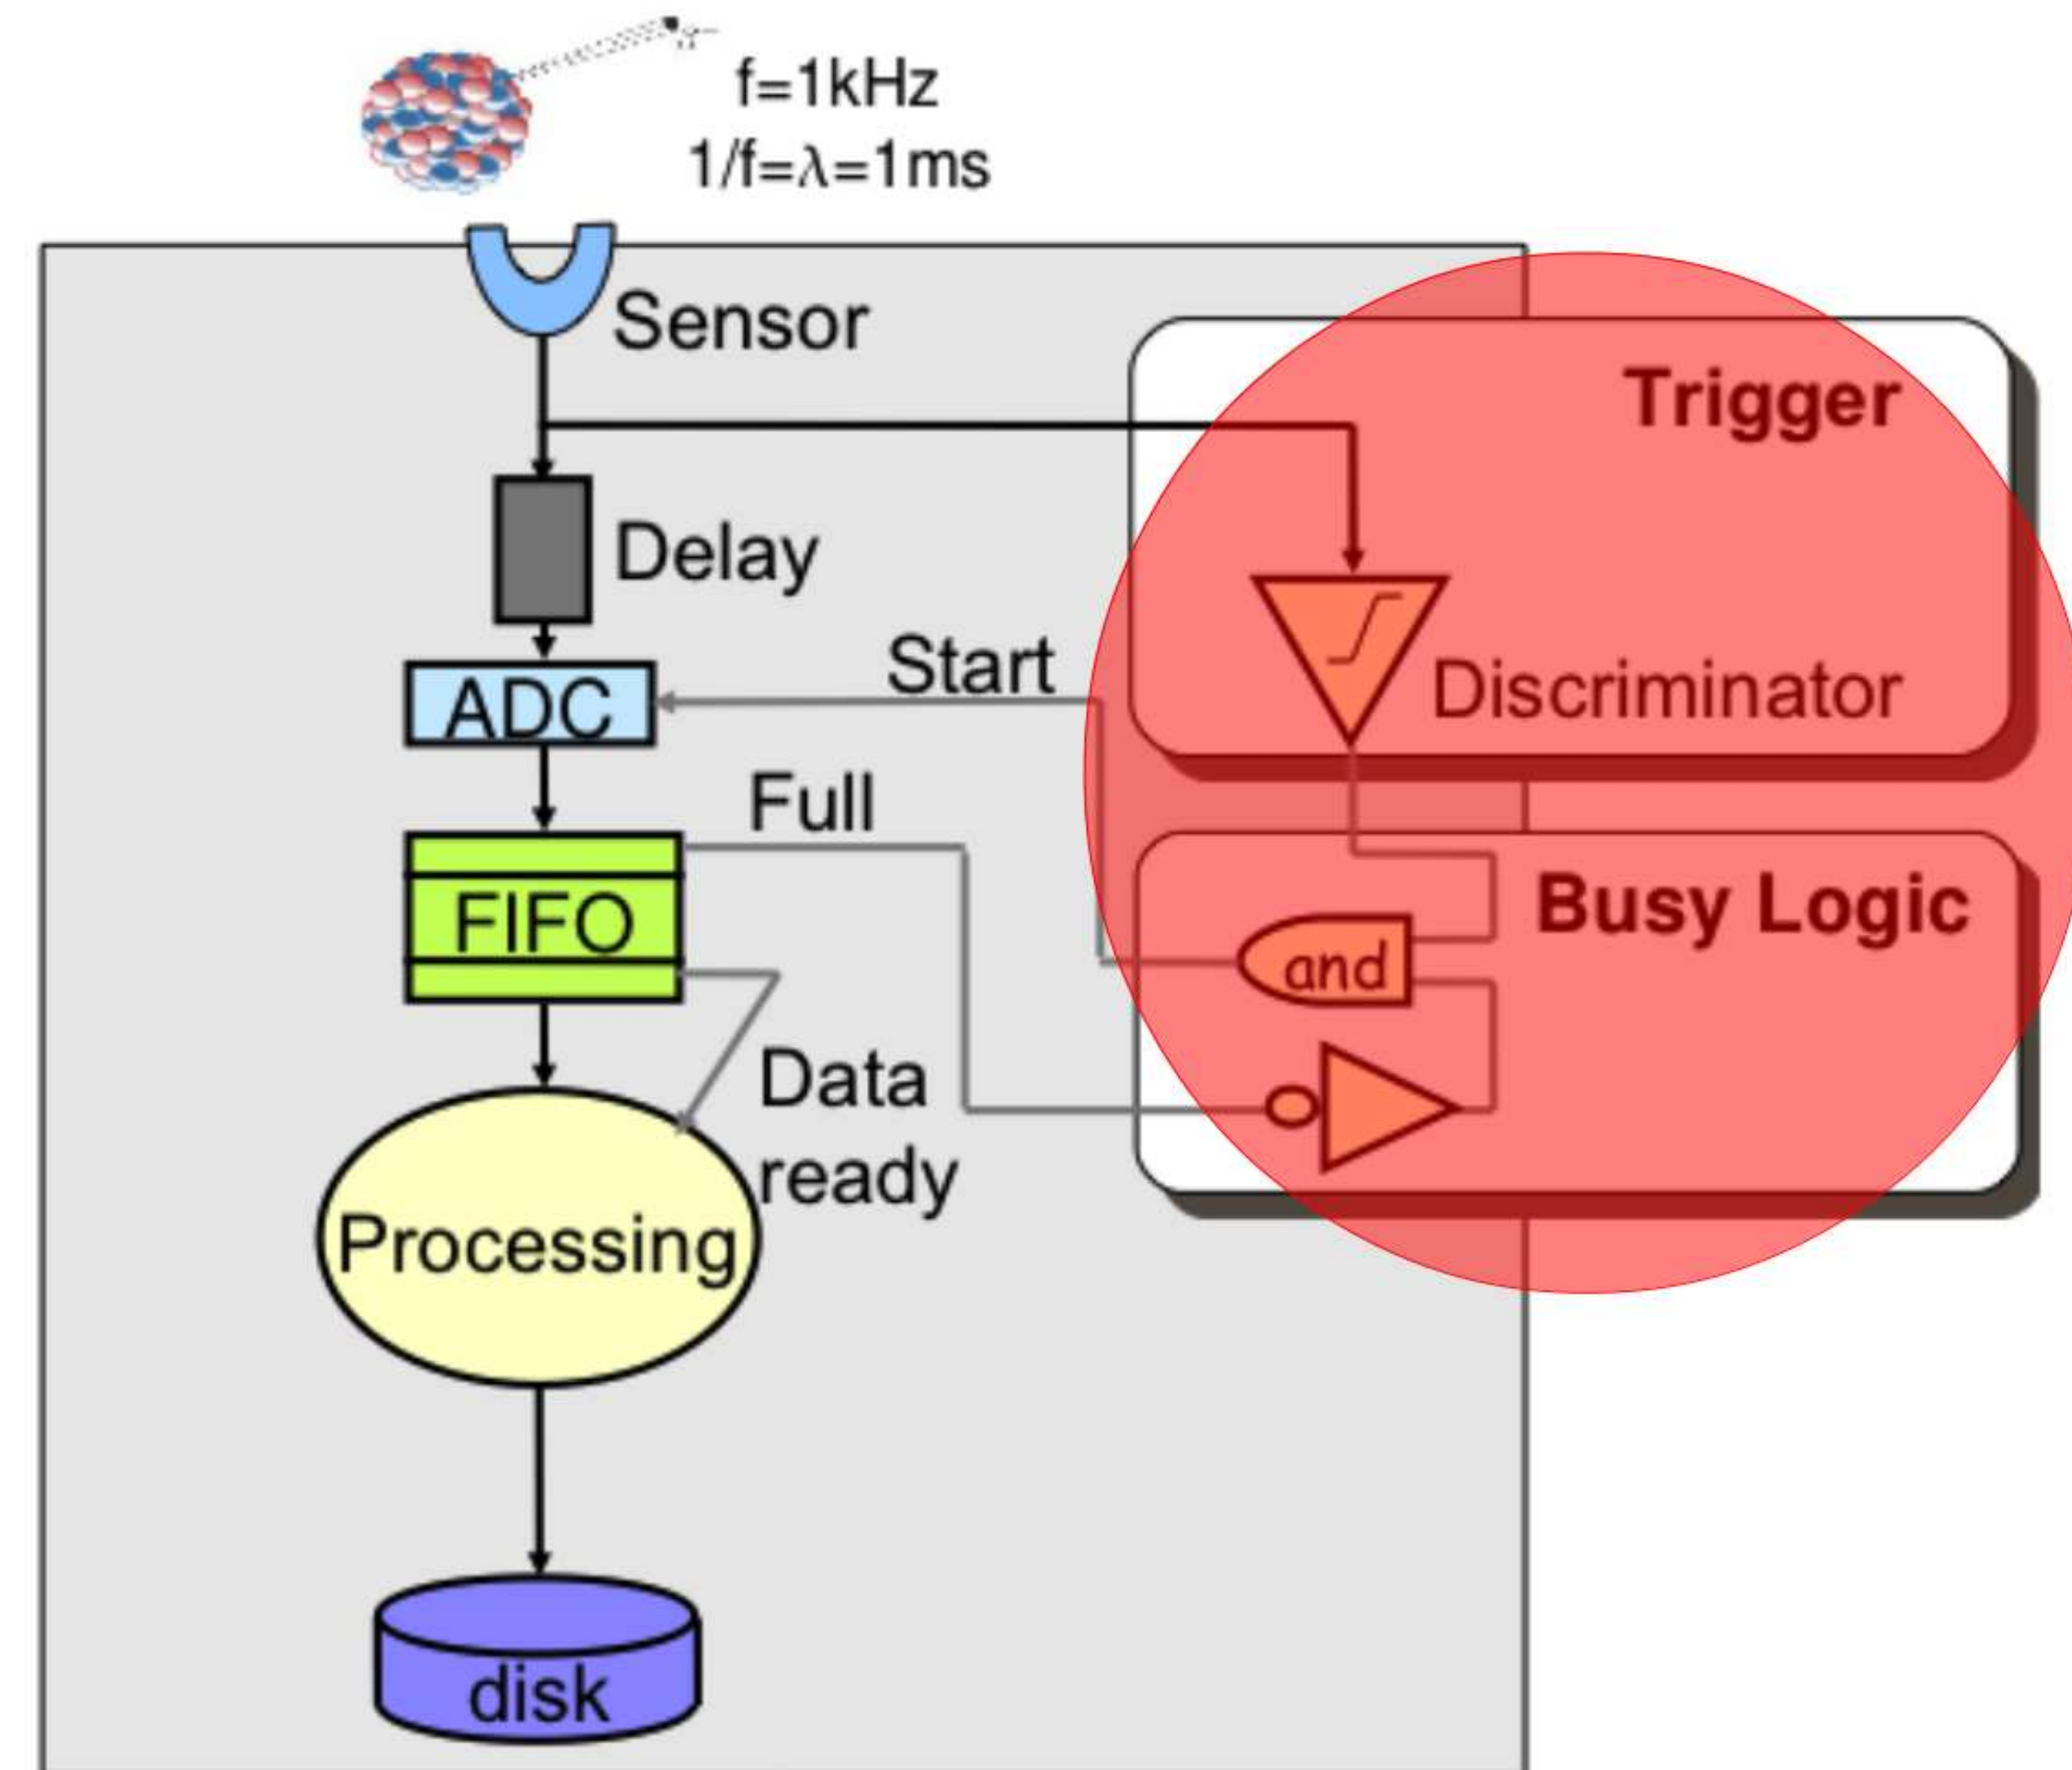 f=1kHz
1/f=λ=1ms
Sensor
Trigger
Delay
Start
Discriminator
ADC
Full
FIFO
Busy Logic
and
Data
ready
Processing
disk